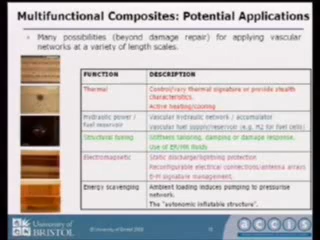 Multifunctional Composites: Potential Applications
• Many possibilities (beyond damage repair) for applying vascular
networks at a variety of length scales.
FUNCTION DESCRIPTION
Thermal Control/vary thermal signature or provide stealth
characteristics.
Active heating/cooling
Hydraulic power / Vascular hydraulic network / accumulator
fuel reservoir Vascular fuel supply/reservoir (e.g. H2 for fuel cells)
Structural tuning Stiffness tailoring, damping or damage response.
Use of ER/MR fluids
Electromagnetic Static discharge/lightning protection
Reconfigurable electrical connections/antenna arrays
E-M signature management.
Energy scavenging Ambient loading induces pumping to pressurise
network.
The "autonomic inflatable structure".
University of
BRISTOL
©University of Bristol
accis